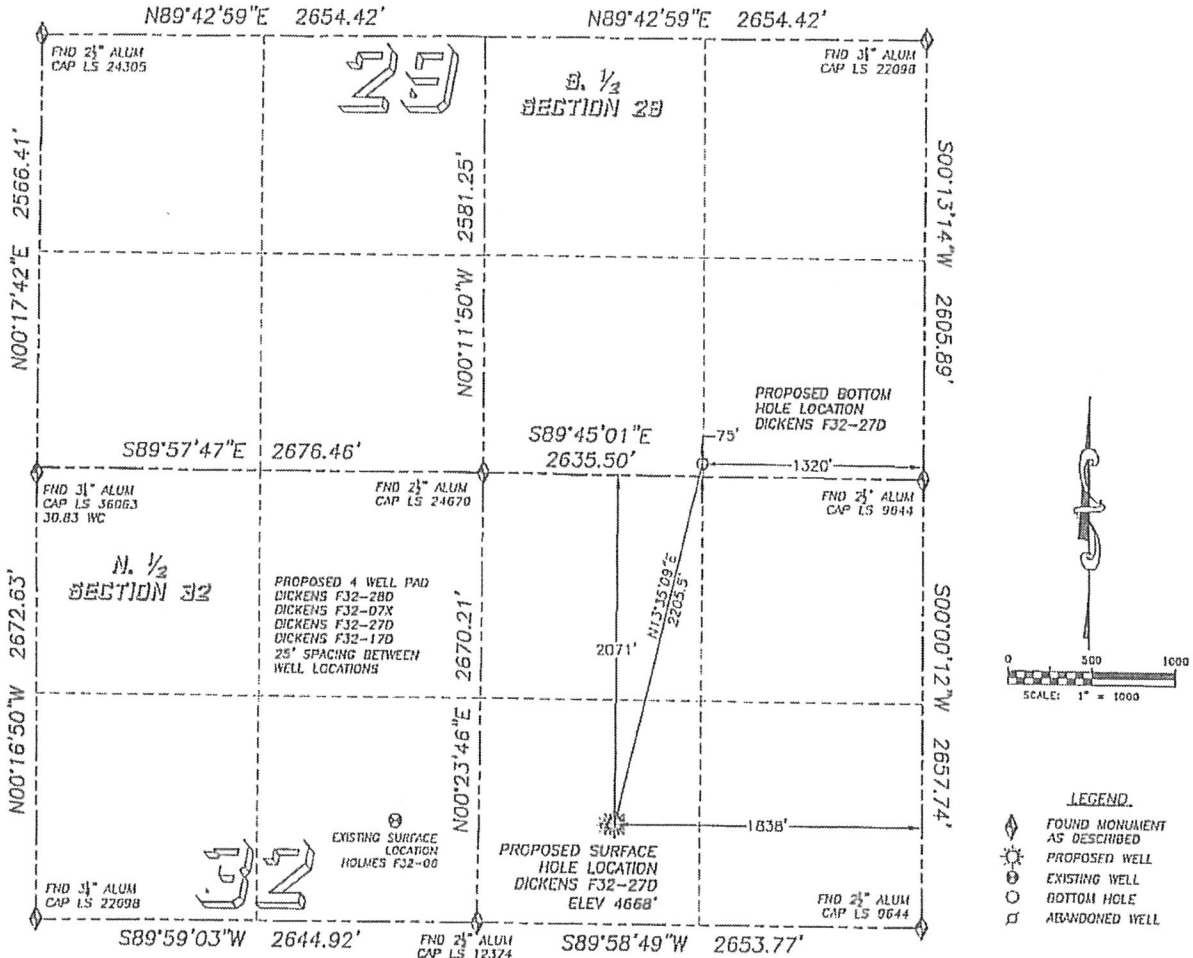 N89°42'59"E 2654.42'
N89°42'59"E 2654.42'
FND 2½" ALUM
CAP LS 24305
29
S. ½
SECTION 29
FND 3¼" ALUM
CAP LS 22098
N00°17'42"E 2566.41'
N00°11'50"W 2581.25'
S00°13'14"W 2605.89'
PROPOSED BOTTOM
HOLE LOCATION
DICKENS F32-27D
75'
1320'
S89°57'47"E 2676.46'
S89°45'01"E
2635.50'
FND 3¼" ALUM
CAP LS 36063
30.83 WC
FND 2½" ALUM
CAP LS 24670
FND 2½" ALUM
CAP LS 9644
N. ½
SECTION 32
PROPOSED 4 WELL PAD
DICKENS F32-28D
DICKENS F32-07X
DICKENS F32-27D
DICKENS F32-17D
25' SPACING BETWEEN
WELL LOCATIONS
N00°16'50"W 2672.63'
N00°23'46"E 2670.21'
2071'
N13°35'09"E
2205.5'
S00°00'12"W 2657.74'
1838'
EXISTING SURFACE
LOCATION
HOLMES F32-00
PROPOSED SURFACE
HOLE LOCATION
DICKENS F32-27D
ELEV 4668'
32
FND 3¼" ALUM
CAP LS 22098
FND 2½" ALUM
CAP LS 12374
FND 2½" ALUM
CAP LS 9644
S89°59'03"W 2644.92'
S89°58'49"W 2653.77'
0 500 1000
SCALE: 1" = 1000
LEGEND
FOUND MONUMENT
AS DESCRIBED
PROPOSED WELL
EXISTING WELL
BOTTOM HOLE
ABANDONED WELL